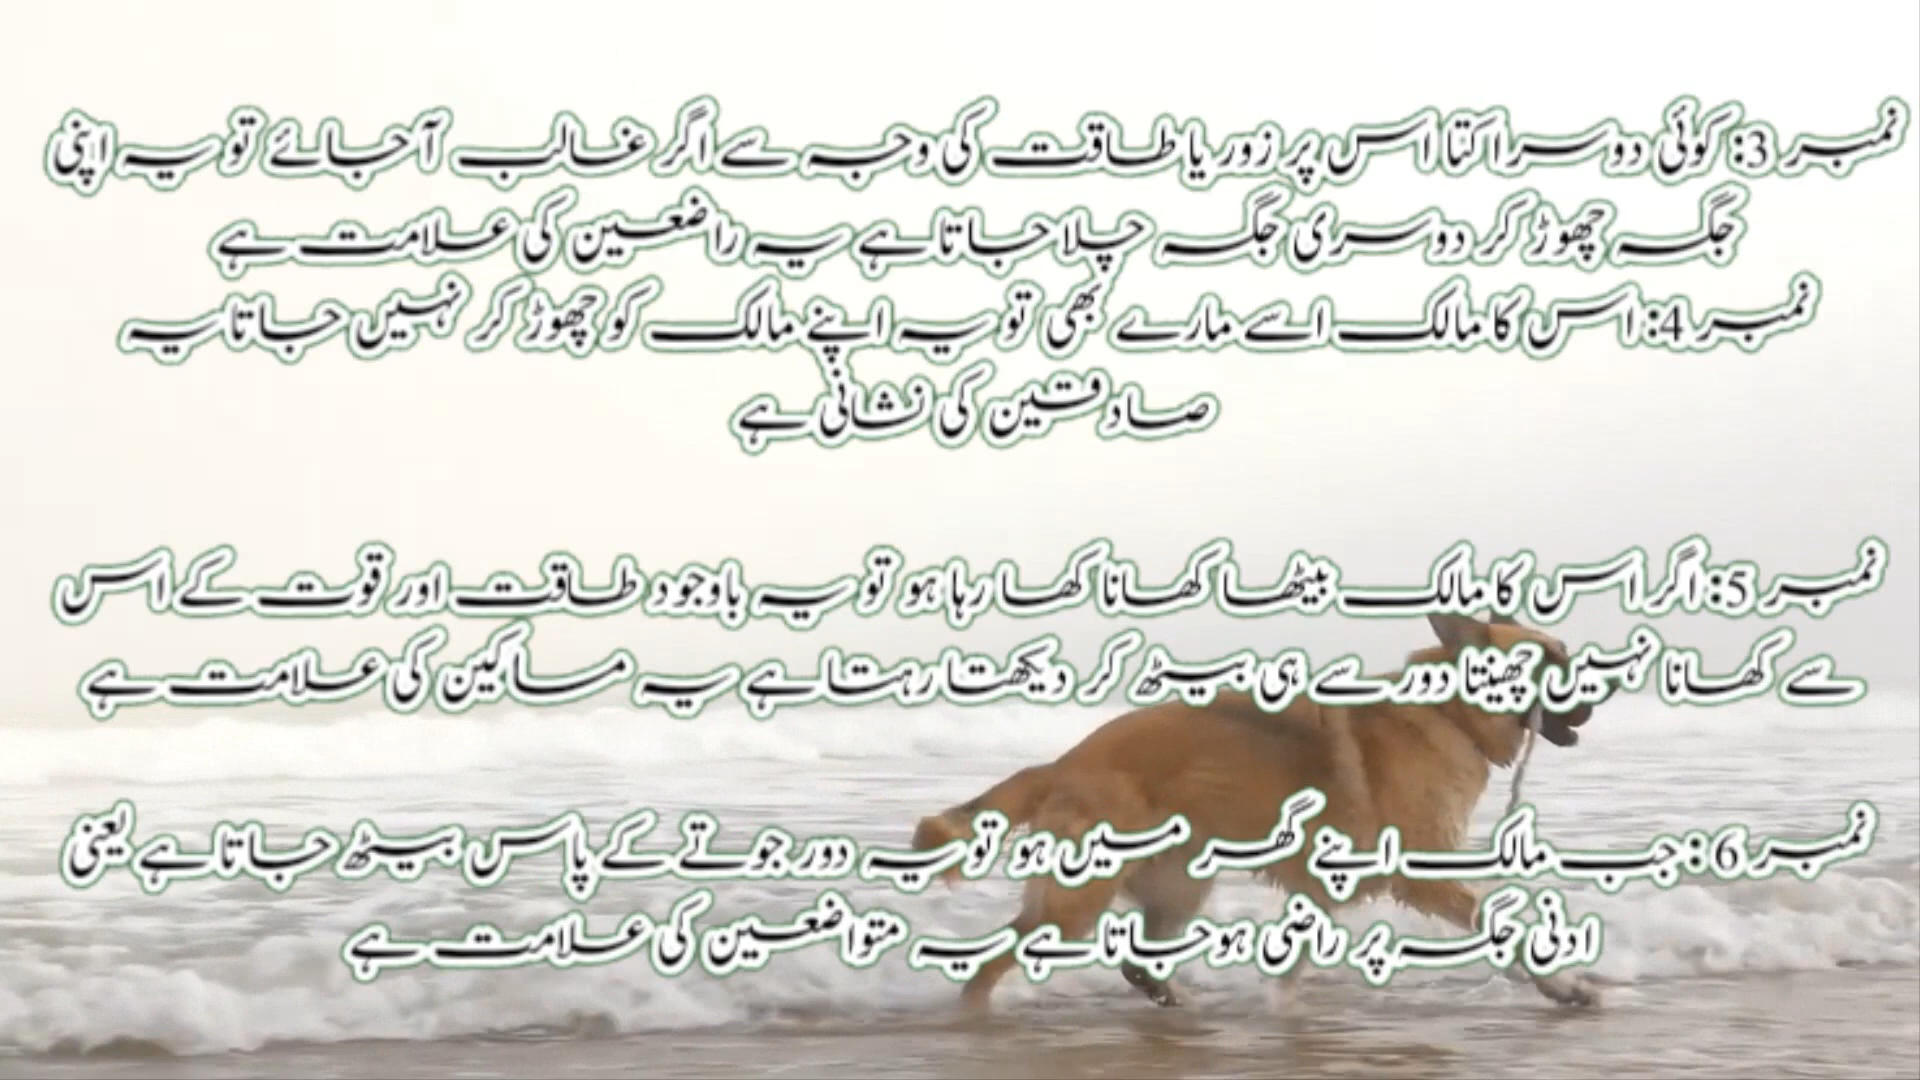 نمبر 3: کوئی دوسرا کتا اس پر زور یا طاقت کی وجہ سے اگر غالب آ جائے تو یہ اپنی
جگہ چھوڑ کر دوسری جگہ چلا جاتا ہے یہ راضعین کی علامت ہے
نمبر 4: اس کا مالک اسے مارے بھی تو یہ اپنے مالک کو چھوڑ کر نہیں جاتا یہ
صادقین کی نشانی ہے
نمبر 5: اگر اس کا مالک بیٹھا کھانا کھا رہا ہو تو یہ باوجود طاقت اور قوت کے اس
سے کھانا نہیں چھینتا دور سے ہی بیٹھ کر دیکھتا رہتا ہے یہ مساکین کی علامت ہے
نمبر 6: جب مالک اپنے گھر میں ہو تو یہ دور جوتے کے پاس بیٹھ جاتا ہے یعنی
ادنی جگہ پر راضی ہو جاتا ہے یہ متواضعین کی علامت ہے